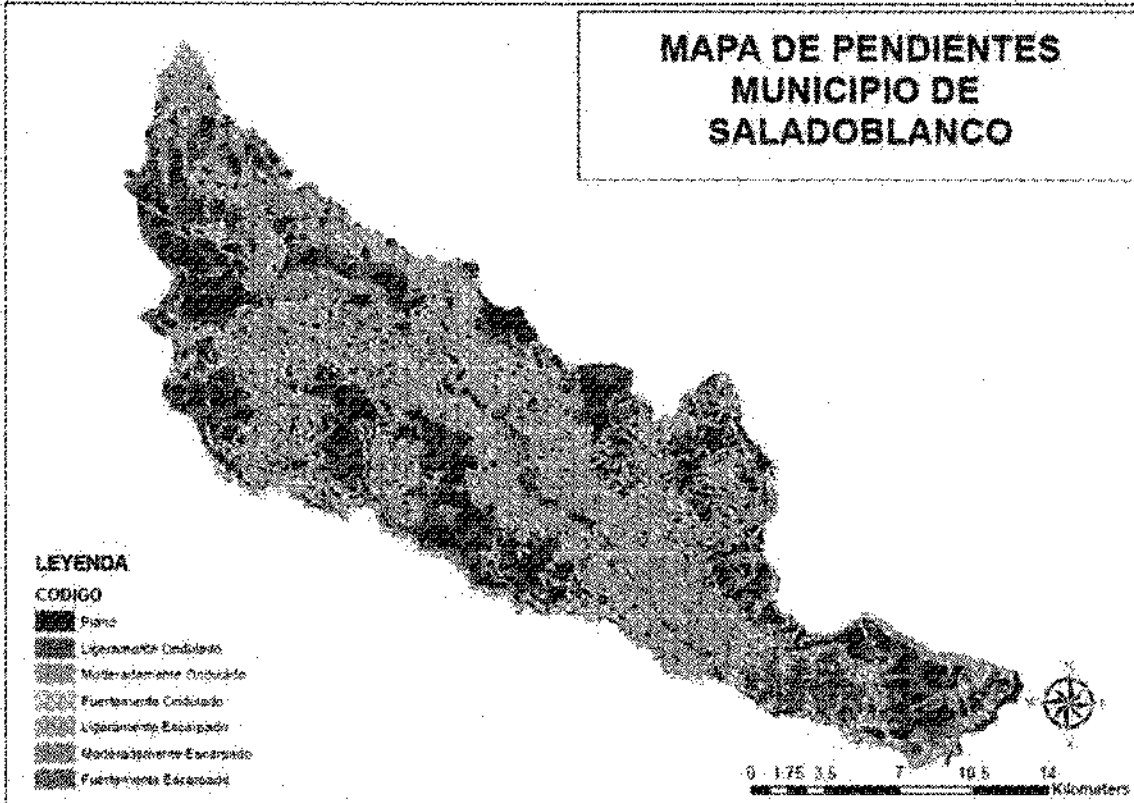 MAPA DE PENDIENTES
MUNICIPIO DE
SALADOBLANCO
LEYENDA
CODIGO
Plano
Ligeramente Ondulado
Moderadamente Ondulado
Fuertemente Ondulado
Ligeramente Escarpado
Moderadamente Escarpado
Fuertemente Escarpado
0 1.75 3.5 7 10.5 14
Kilometers